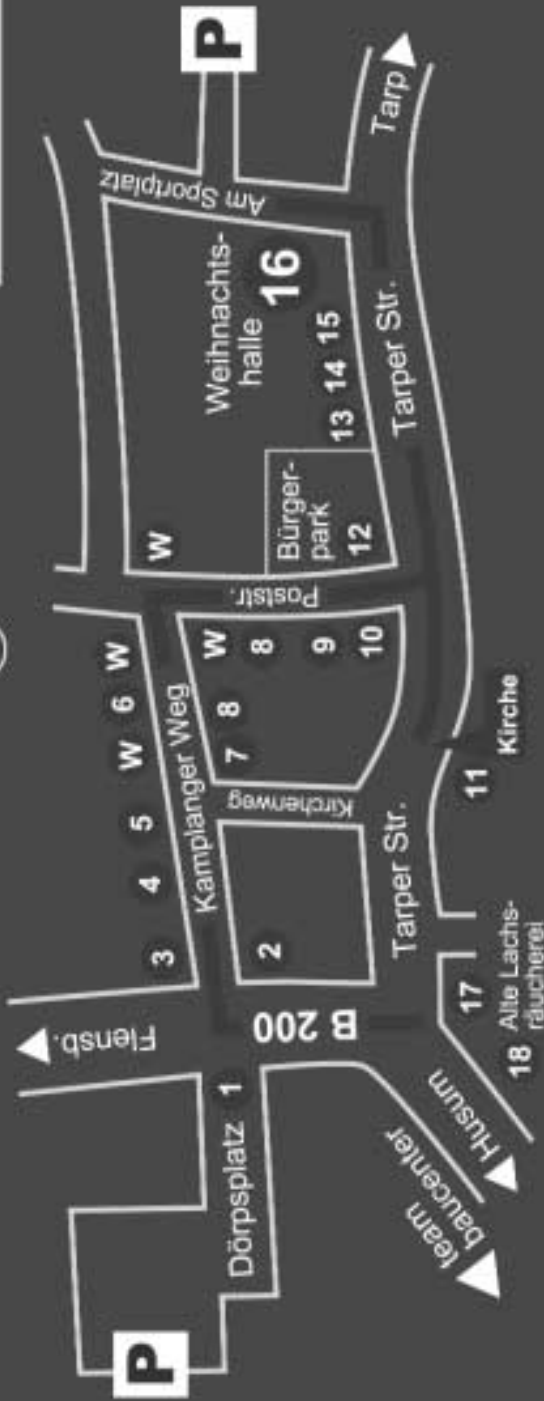 P
Dörpsplatz
1
Flensb.
B 200
team
baucenter
Husum
18
Alte Lachs-
räucherei
17
3
4
5
W
6
W
Kamplanger Weg
2
Tarper Str.
Kirchenweg
7
8
W
8
9
10
11
Kirche
Poststr.
W
Bürger-
park
12
Weihnachts-
halle
16
13
14
15
Tarper Str.
Am Sportplatz
P
Tarp